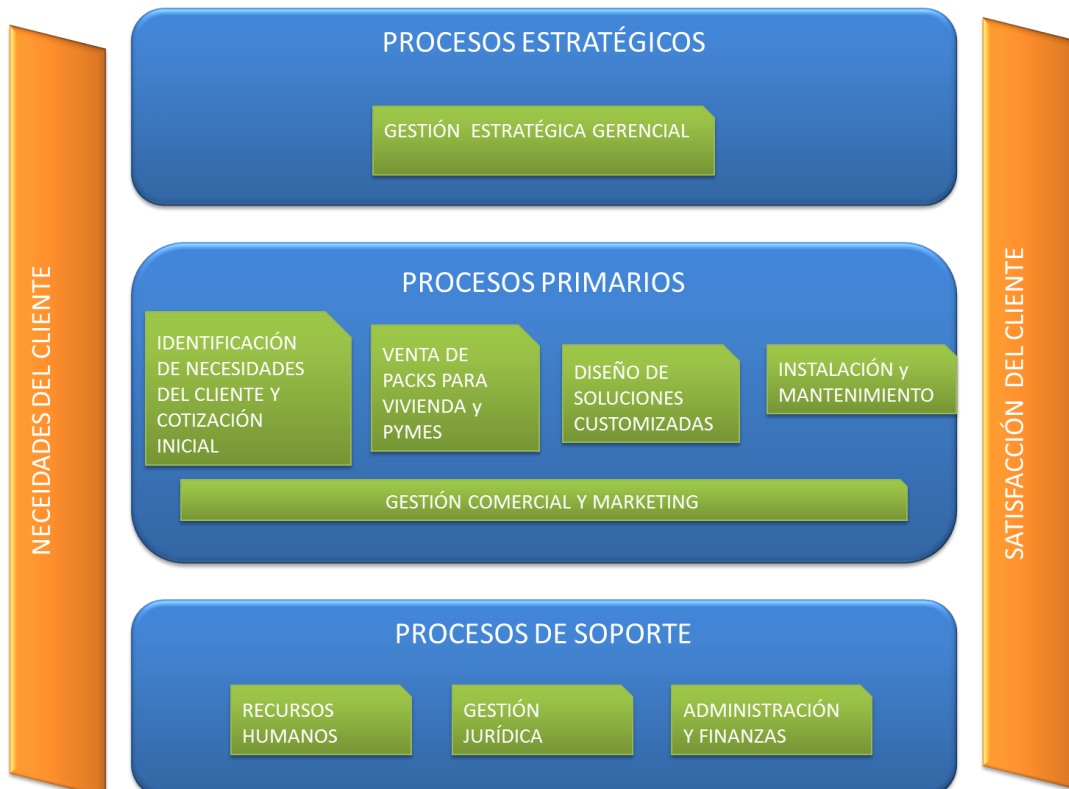 PROCESOS ESTRATÉGICOS
GESTIÓN ESTRATÉGICA GERENCIAL
NECEIDADES DEL CLIENTE
PROCESOS PRIMARIOS
IDENTIFICACIÓN
DE NECESIDADES
DEL CLIENTE Y
COTIZACIÓN
INICIAL
VENTA DE
PACKS PARA
VIVIENDA y
PYMES
DISEÑO DE
SOLUCIONES
CUSTOMIZADAS
INSTALACIÓN y
MANTENIMIENTO
GESTIÓN COMERCIAL Y MARKETING
SATISFACCIÓN DEL CLIENTE
PROCESOS DE SOPORTE
RECURSOS
HUMANOS
GESTIÓN
JURÍDICA
ADMINISTRACIÓN
Y FINANZAS